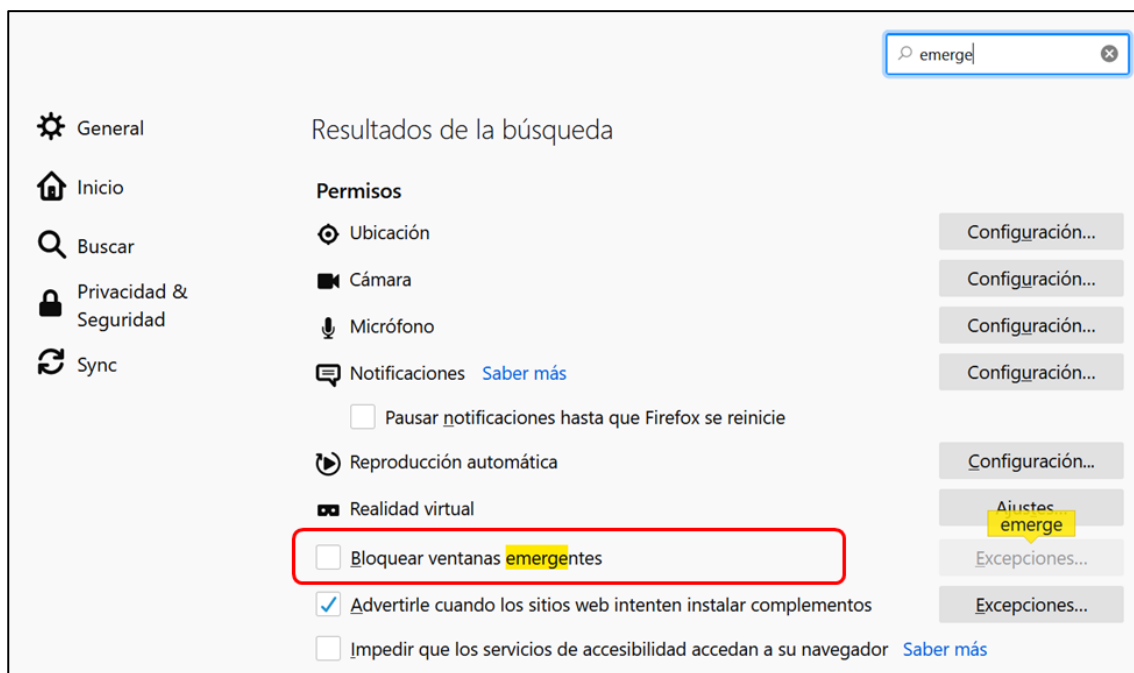 emerge
General
Inicio
Buscar
Privacidad &
Seguridad
Sync
Resultados de la búsqueda
Permisos
Ubicación Configuración...
Cámara Configuración...
Micrófono Configuración...
Notificaciones Saber más Configuración...
Pausar notificaciones hasta que Firefox se reinicie
Reproducción automática Configuración...
Realidad virtual Ajustes...
emerge
Bloquear ventanas emergentes Excepciones...
Advertirle cuando los sitios web intenten instalar complementos Excepciones...
Impedir que los servicios de accesibilidad accedan a su navegador Saber más